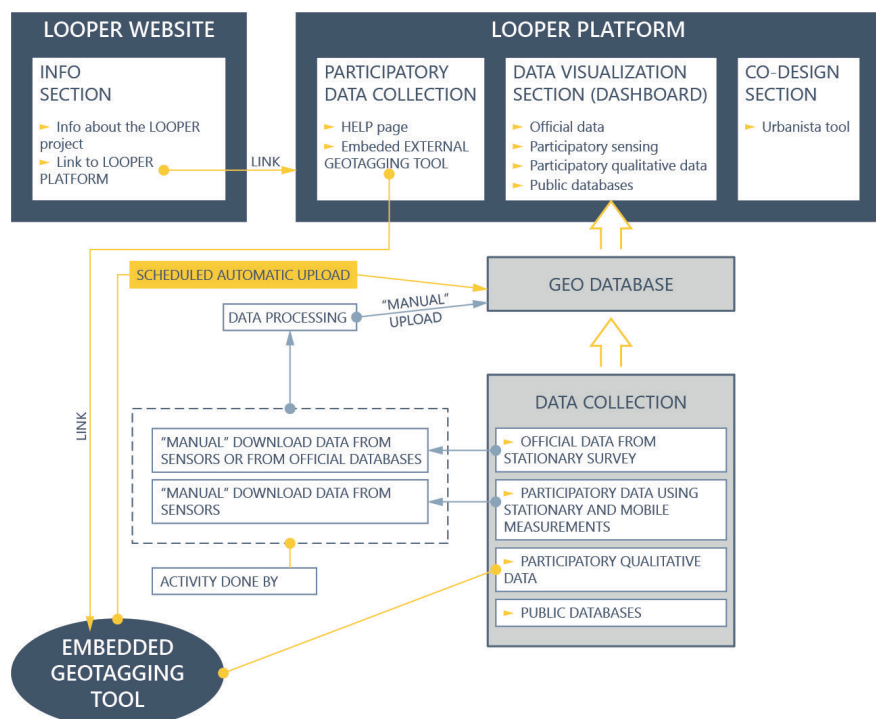 LOOPER WEBSITE
INFO
SECTION
► Info about the LOOPER
project
► Link to LOOPER
PLATFORM
LINK
LOOPER PLATFORM
PARTICIPATORY
DATA COLLECTION
► HELP page
► Embeded EXTERNAL
GEOTAGGING TOOL
DATA VISUALIZATION
SECTION (DASHBOARD)
► Official data
► Participatory sensing
► Participatory qualitative data
► Public databases
CO-DESIGN
SECTION
► Urbanista tool
SCHEDULED AUTOMATIC UPLOAD
GEO DATABASE
DATA PROCESSING
"MANUAL"
UPLOAD
LINK
DATA COLLECTION
"MANUAL" DOWNLOAD DATA FROM
SENSORS OR FROM OFFICIAL DATABASES
► OFFICIAL DATA FROM
STATIONARY SURVEY
"MANUAL" DOWNLOAD DATA FROM
SENSORS
► PARTICIPATORY DATA USING
STATIONARY AND MOBILE
MEASUREMENTS
► PARTICIPATORY QUALITATIVE
DATA
ACTIVITY DONE BY
► PUBLIC DATABASES
EMBEDDED
GEOTAGGING
TOOL